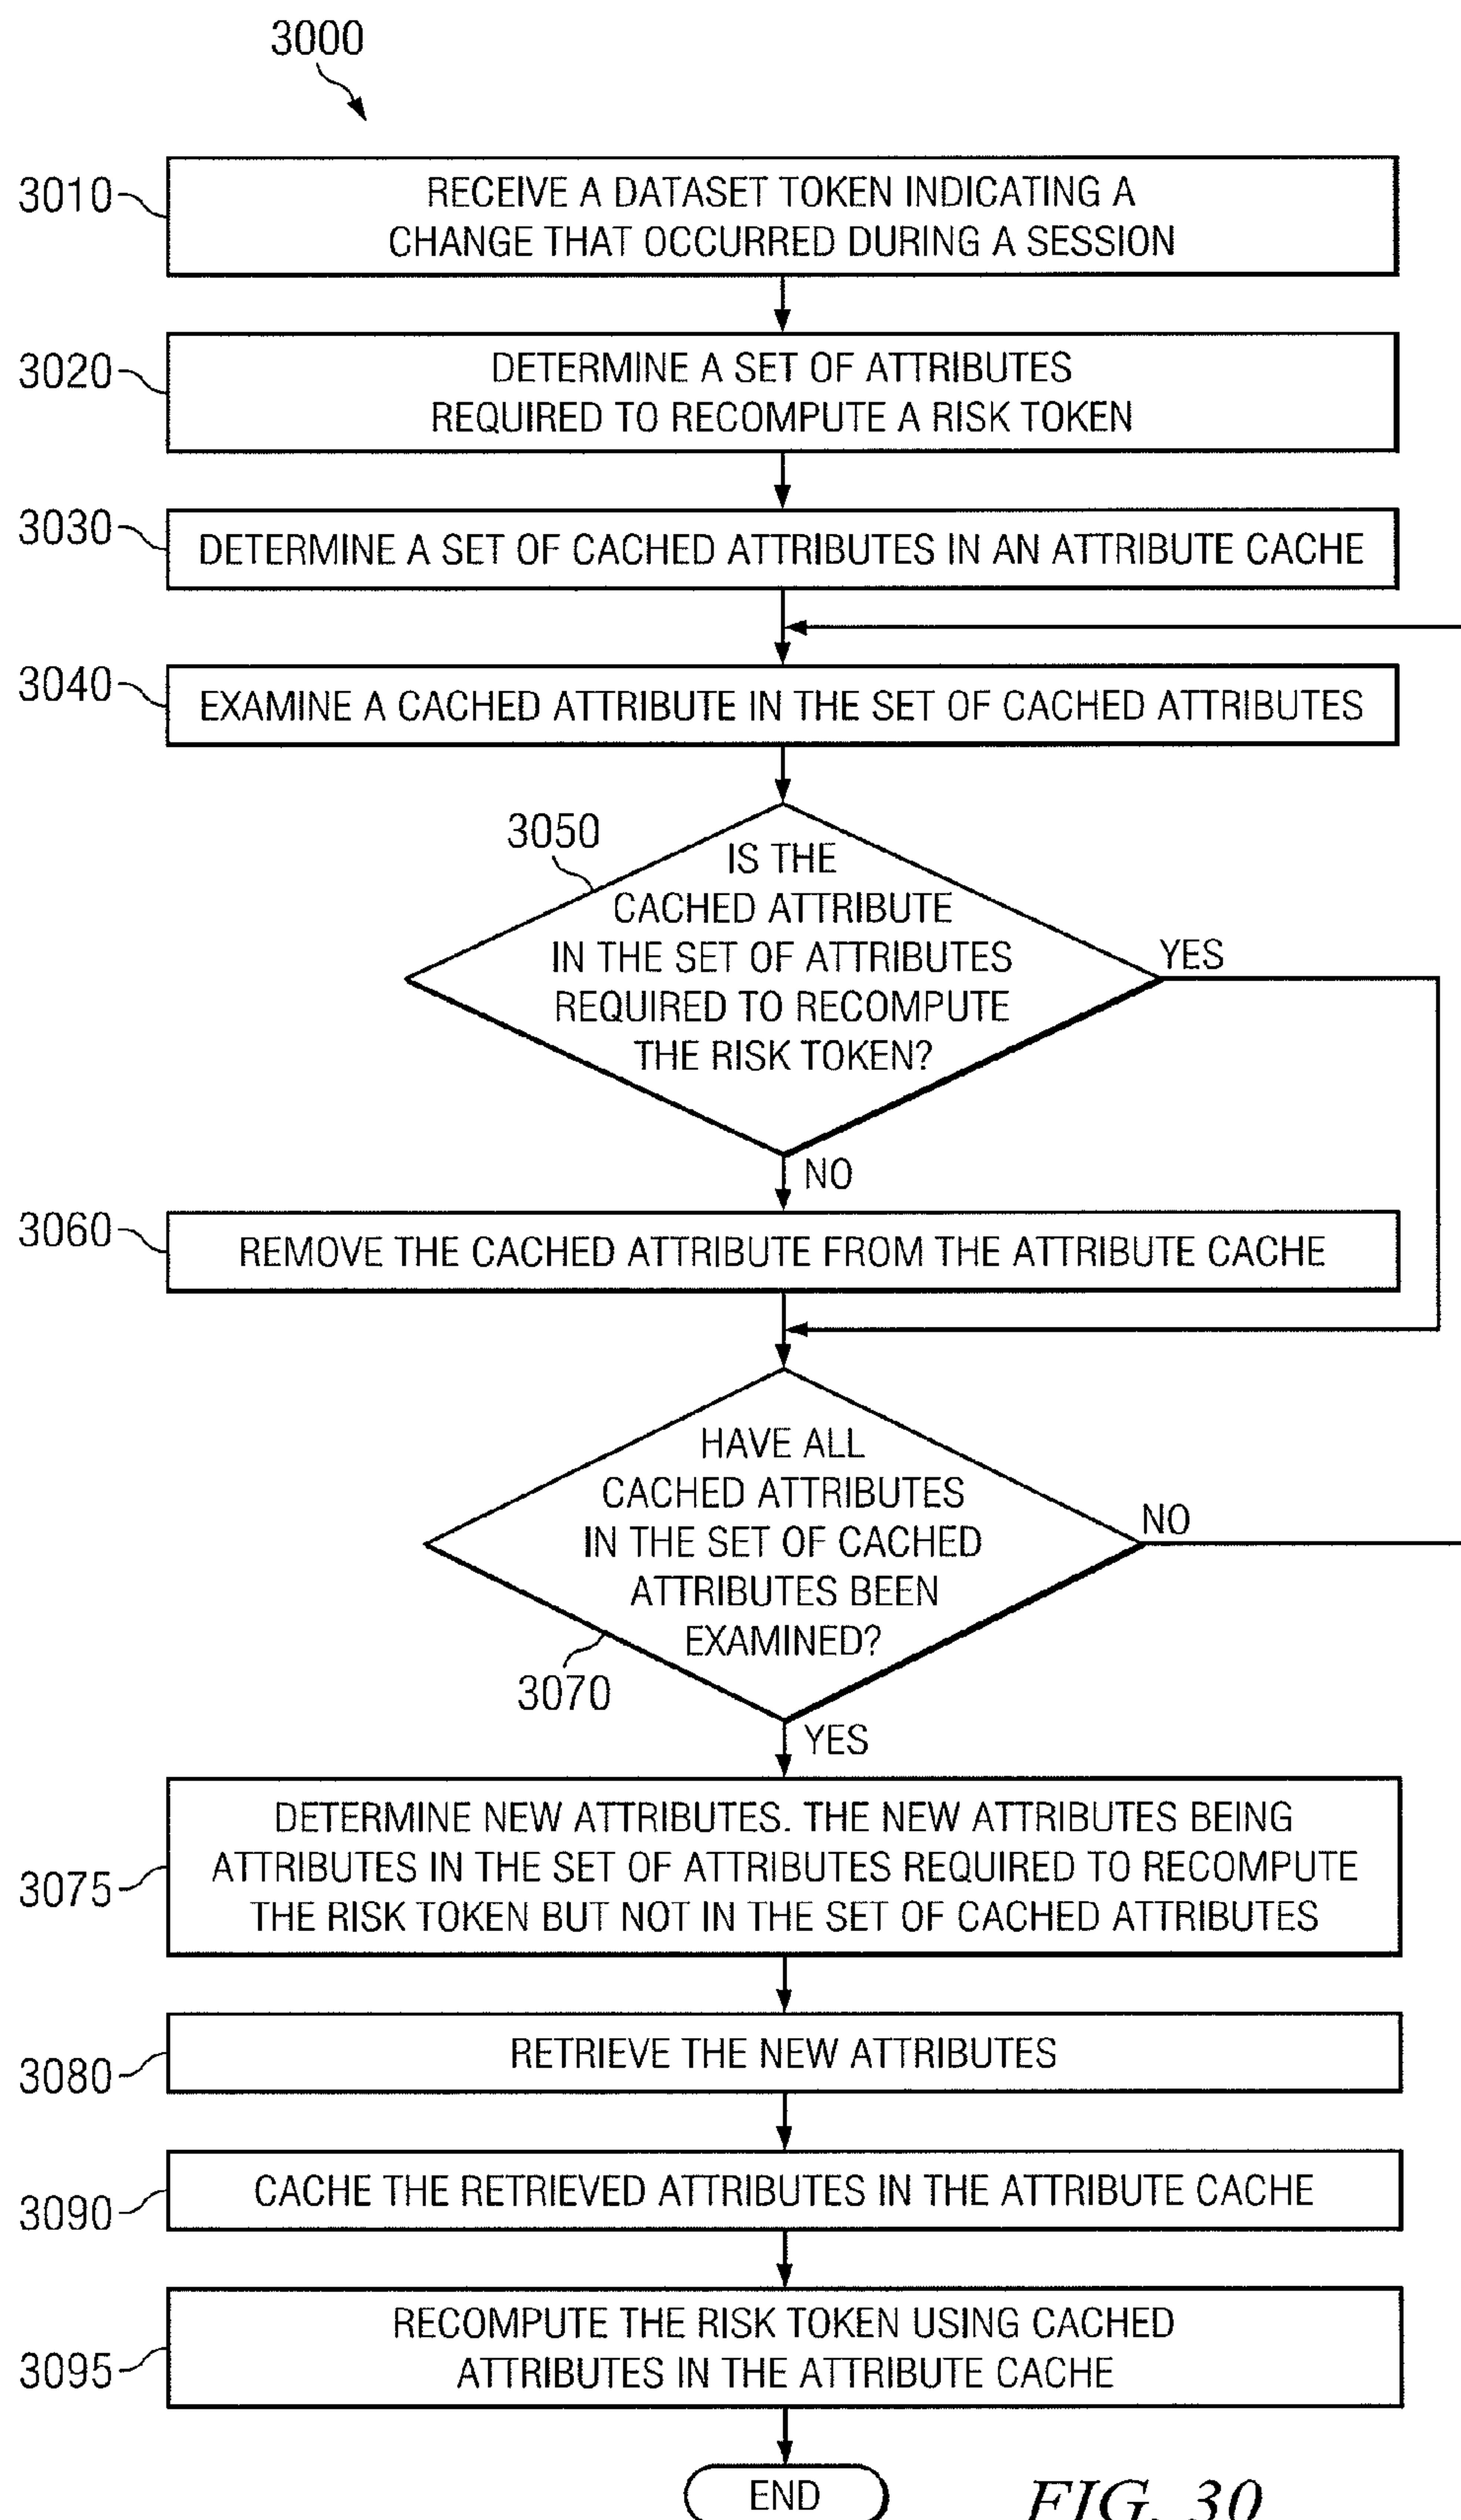 3000
3010
RECEIVE A DATASET TOKEN INDICATING A
CHANGE THAT OCCURRED DURING A SESSION
3020
DETERMINE A SET OF ATTRIBUTES
REQUIRED TO RECOMPUTE A RISK TOKEN
3030
DETERMINE A SET OF CACHED ATTRIBUTES IN AN ATTRIBUTE CACHE
3040
EXAMINE A CACHED ATTRIBUTE IN THE SET OF CACHED ATTRIBUTES
3050
IS THE
CACHED ATTRIBUTE
IN THE SET OF ATTRIBUTES
REQUIRED TO RECOMPUTE
THE RISK TOKEN?
YES
NO
3060
REMOVE THE CACHED ATTRIBUTE FROM THE ATTRIBUTE CACHE
HAVE ALL
CACHED ATTRIBUTES
IN THE SET OF CACHED
ATTRIBUTES BEEN
EXAMINED?
NO
3070
YES
3075
DETERMINE NEW ATTRIBUTES. THE NEW ATTRIBUTES BEING
ATTRIBUTES IN THE SET OF ATTRIBUTES REQUIRED TO RECOMPUTE
THE RISK TOKEN BUT NOT IN THE SET OF CACHED ATTRIBUTES
3080
RETRIEVE THE NEW ATTRIBUTES
3090
CACHE THE RETRIEVED ATTRIBUTES IN THE ATTRIBUTE CACHE
3095
RECOMPUTE THE RISK TOKEN USING CACHED
ATTRIBUTES IN THE ATTRIBUTE CACHE
END
FIG. 30